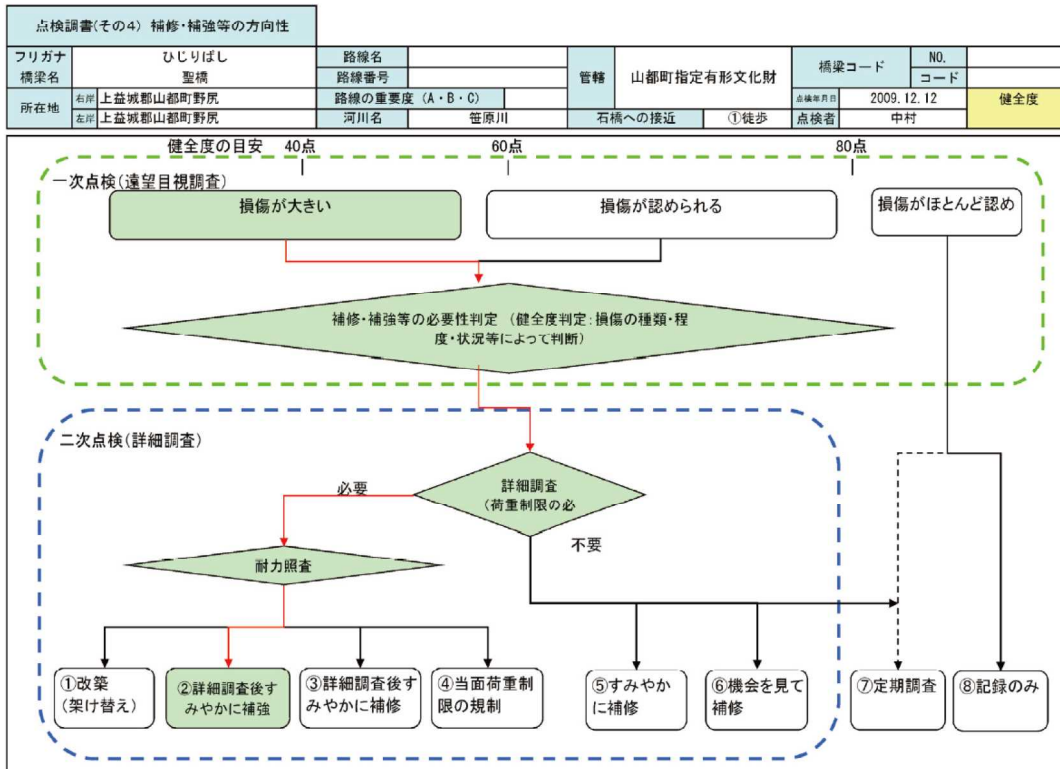 点検調書(その4) 補修・補強等の方向性
フリガナ ひじりばし 路線名 管轄 山都町指定有形文化財 橋梁コード NO.
橋梁名 聖橋 路線番号 コード
所在地 右岸 上益城郡山都町野尻 路線の重要度 (A・B・C) 点検年月日 2009.12.12 健全度
左岸 上益城郡山都町野尻 河川名 笹原川 石橋への接近 ①徒歩 点検者 中村
健全度の目安 40点 60点 80点
一次点検(遠望目視調査)
損傷が大きい 損傷が認められる 損傷がほとんど認め
補修・補強等の必要性判定 (健全度判定:損傷の種類・程
度・状況等によって判断)
二次点検(詳細調査)
必要
詳細調査
(荷重制限の必
不要
耐力照査
①改築
(架け替え)
②詳細調査後す
みやかに補強
③詳細調査後す
みやかに補修
④当面荷重制
限の規制
⑤すみやか
に補修
⑥機会を見て
補修
⑦定期調査
⑧記録のみ